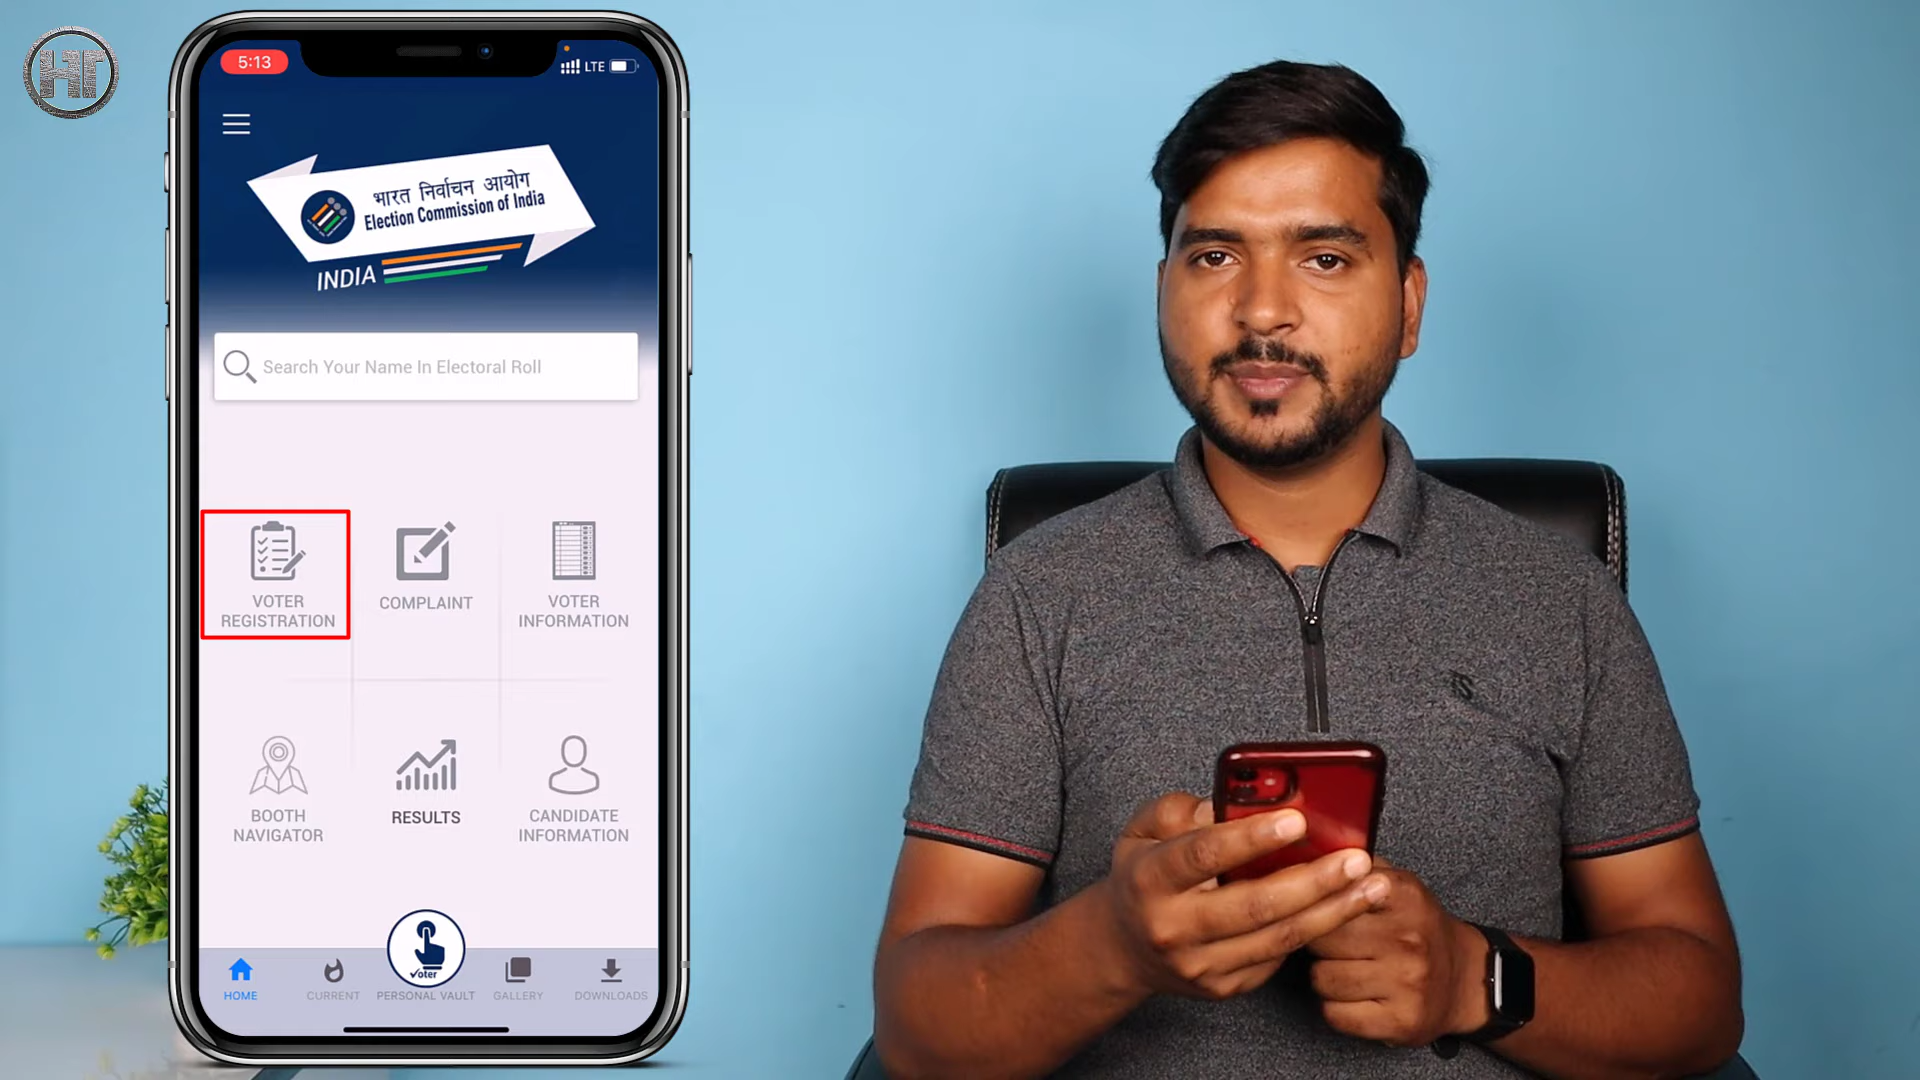 HT
5:13
LTE
भारत निर्वाचन आयोग
Election Commission of India
INDIA
Search Your Name In Electoral Roll
VOTER
REGISTRATION
COMPLAINT
VOTER
INFORMATION
BOOTH
NAVIGATOR
RESULTS
CANDIDATE
INFORMATION
Voter
HOME
CURRENT
PERSONAL VAULT
GALLERY
DOWNLOADS